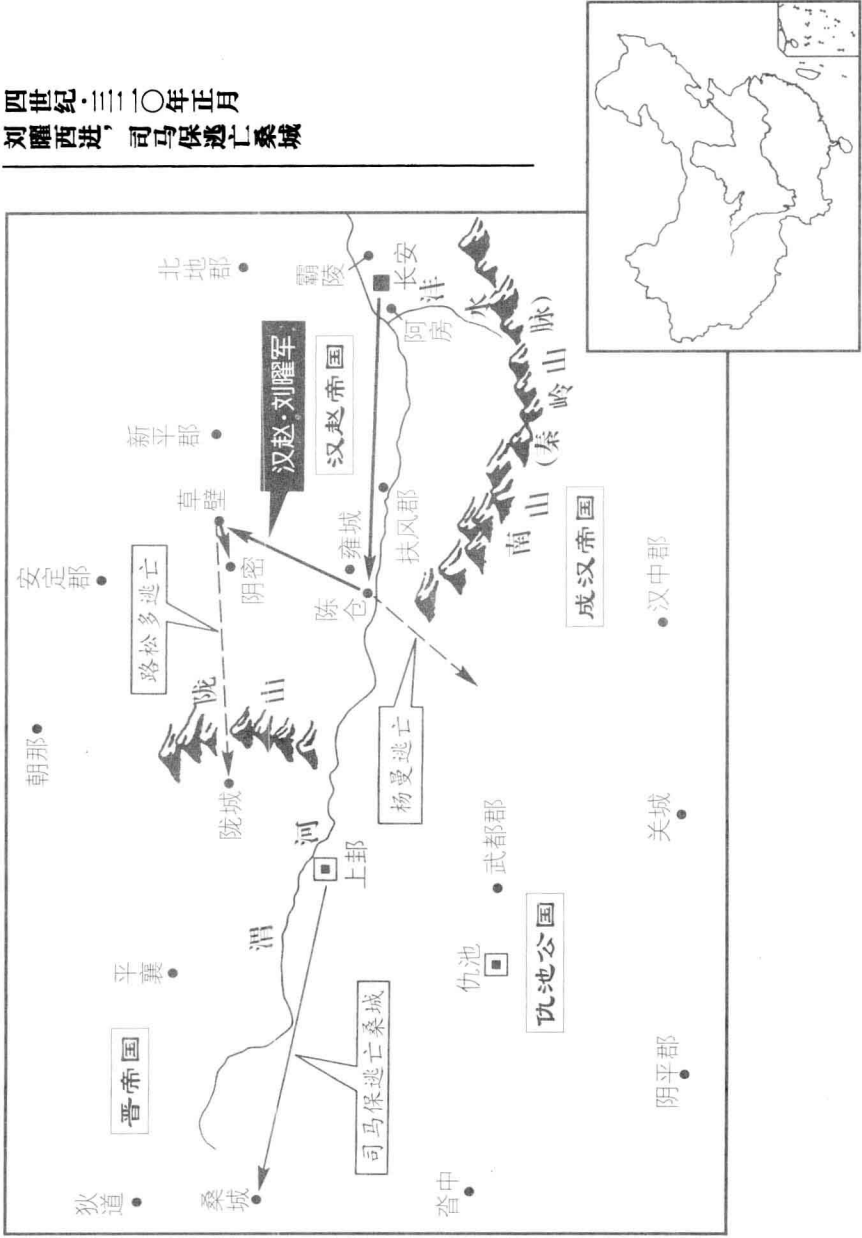 四世纪·三二〇年正月
刘曜西进，司马保逃亡桑城
狄道
桑城
晋帝国
平襄
渭河
司马保逃亡桑城
上邽
沓中
仇池
仇池公国
武都郡
阴平郡
关城
朝那
陇城
陇山
安定郡
路松多逃亡
草壁
阴密
新平郡
北地郡
汉赵·刘曜军
汉赵帝国
陈仓
雍城
扶风郡
杨曼逃亡
霸陵
长安
阿房
沣水
南山
(秦岭山脉)
成汉帝国
汉中郡